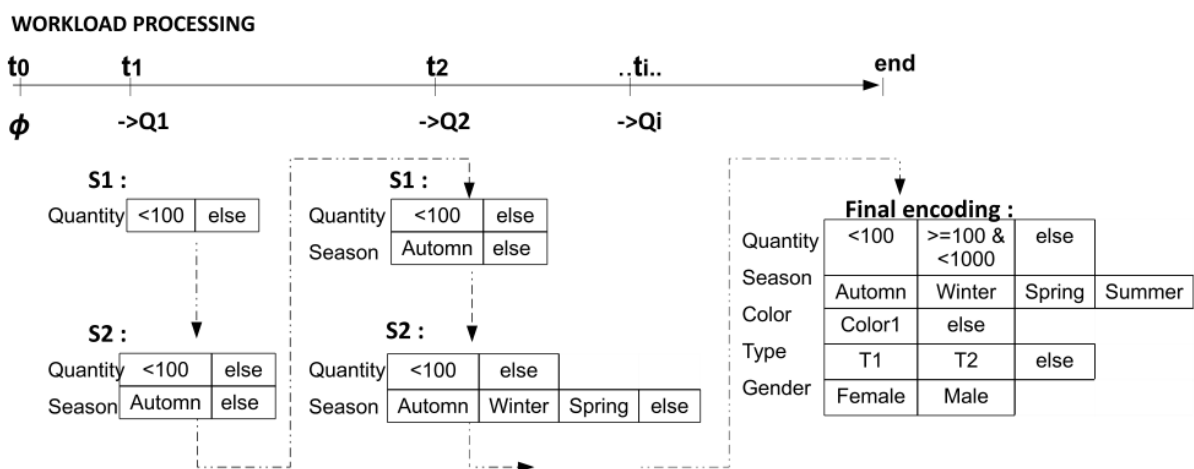 WORKLOAD PROCESSING
t0 t1 t2 ..ti.. end
ϕ ->Q1 ->Q2 ->Qi
S1 :
Quantity <100 else
S2 :
Quantity <100 else
Season Automn else
S1 :
Quantity <100 else
Season Automn else
S2 :
Quantity <100 else
Season Automn Winter Spring else
Final encoding :
Quantity <100 >=100 & <1000 else
Season Automn Winter Spring Summer
Color Color1 else
Type T1 T2 else
Gender Female Male